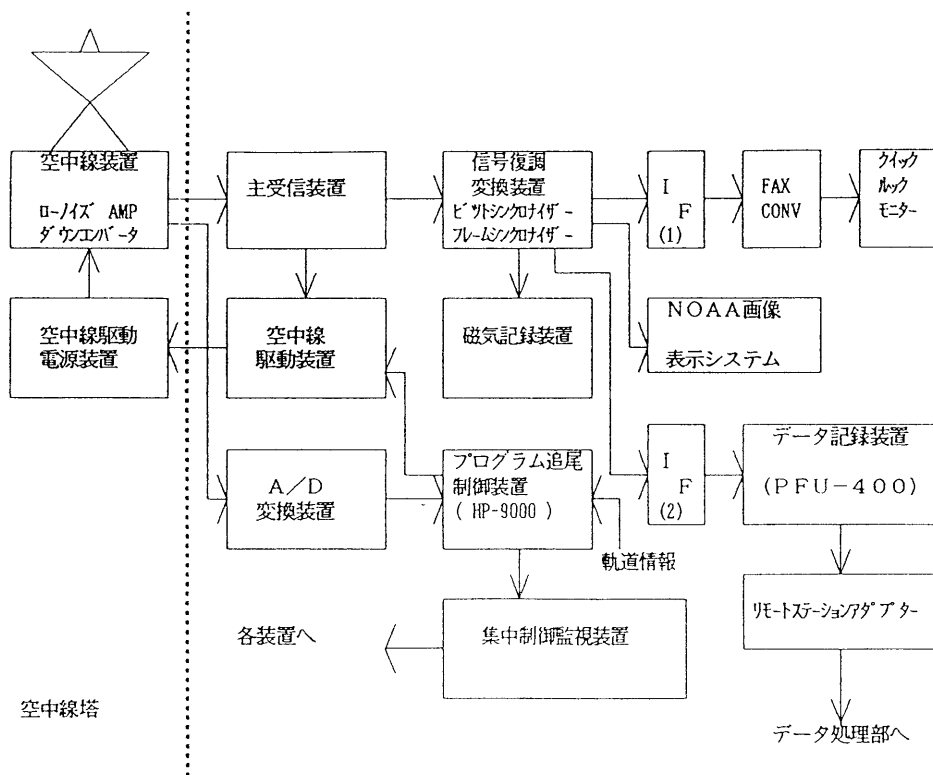 空中線装置
ローノイズ AMP
ダウンコンバータ
主受信装置
信号復調
変換装置
ビットシンクロナイザー
フレームシンクロナイザー
I
F
(1)
FAX
CONV
クイック
ルック
モニター
空中線駆動
電源装置
空中線
駆動装置
磁気記録装置
NOAA画像
表示システム
A/D
変換装置
プログラム追尾
制御装置
( HP-9000 )
I
F
(2)
データ記録装置
(PFU-400)
軌道情報
リモートステーションアダプター
各装置へ
集中制御監視装置
空中線塔
データ処理部へ